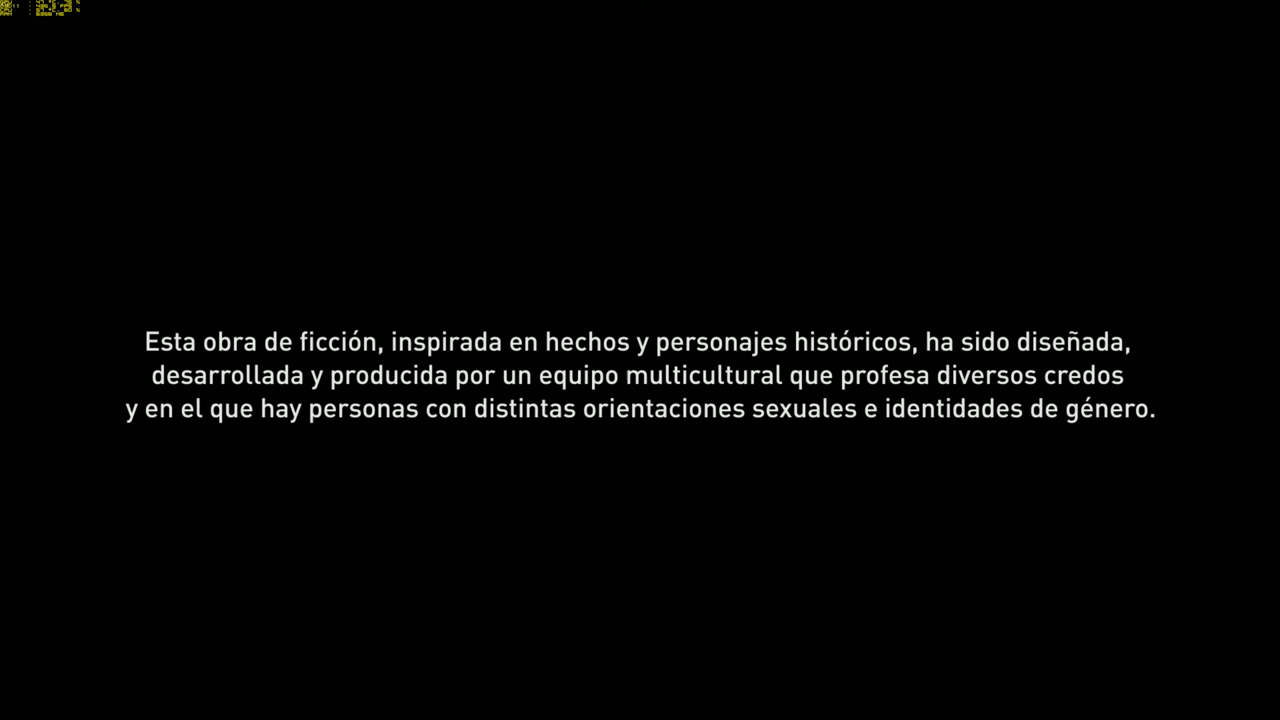 Esta obra de ficción, inspirada en hechos y personajes históricos, ha sido diseñada,
desarrollada y producida por un equipo multicultural que profesa diversos credos
y en el que hay personas con distintas orientaciones sexuales e identidades de género.